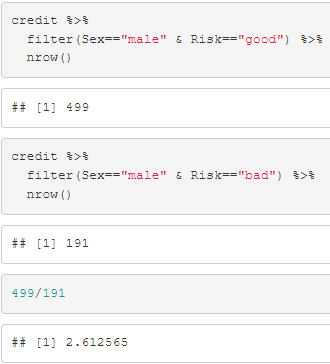 credit %>%
  filter(Sex=="male" & Risk=="good") %>%
  nrow()
## [1] 499
credit %>%
  filter(Sex=="male" & Risk=="bad") %>%
  nrow()
## [1] 191
499/191
## [1] 2.612565